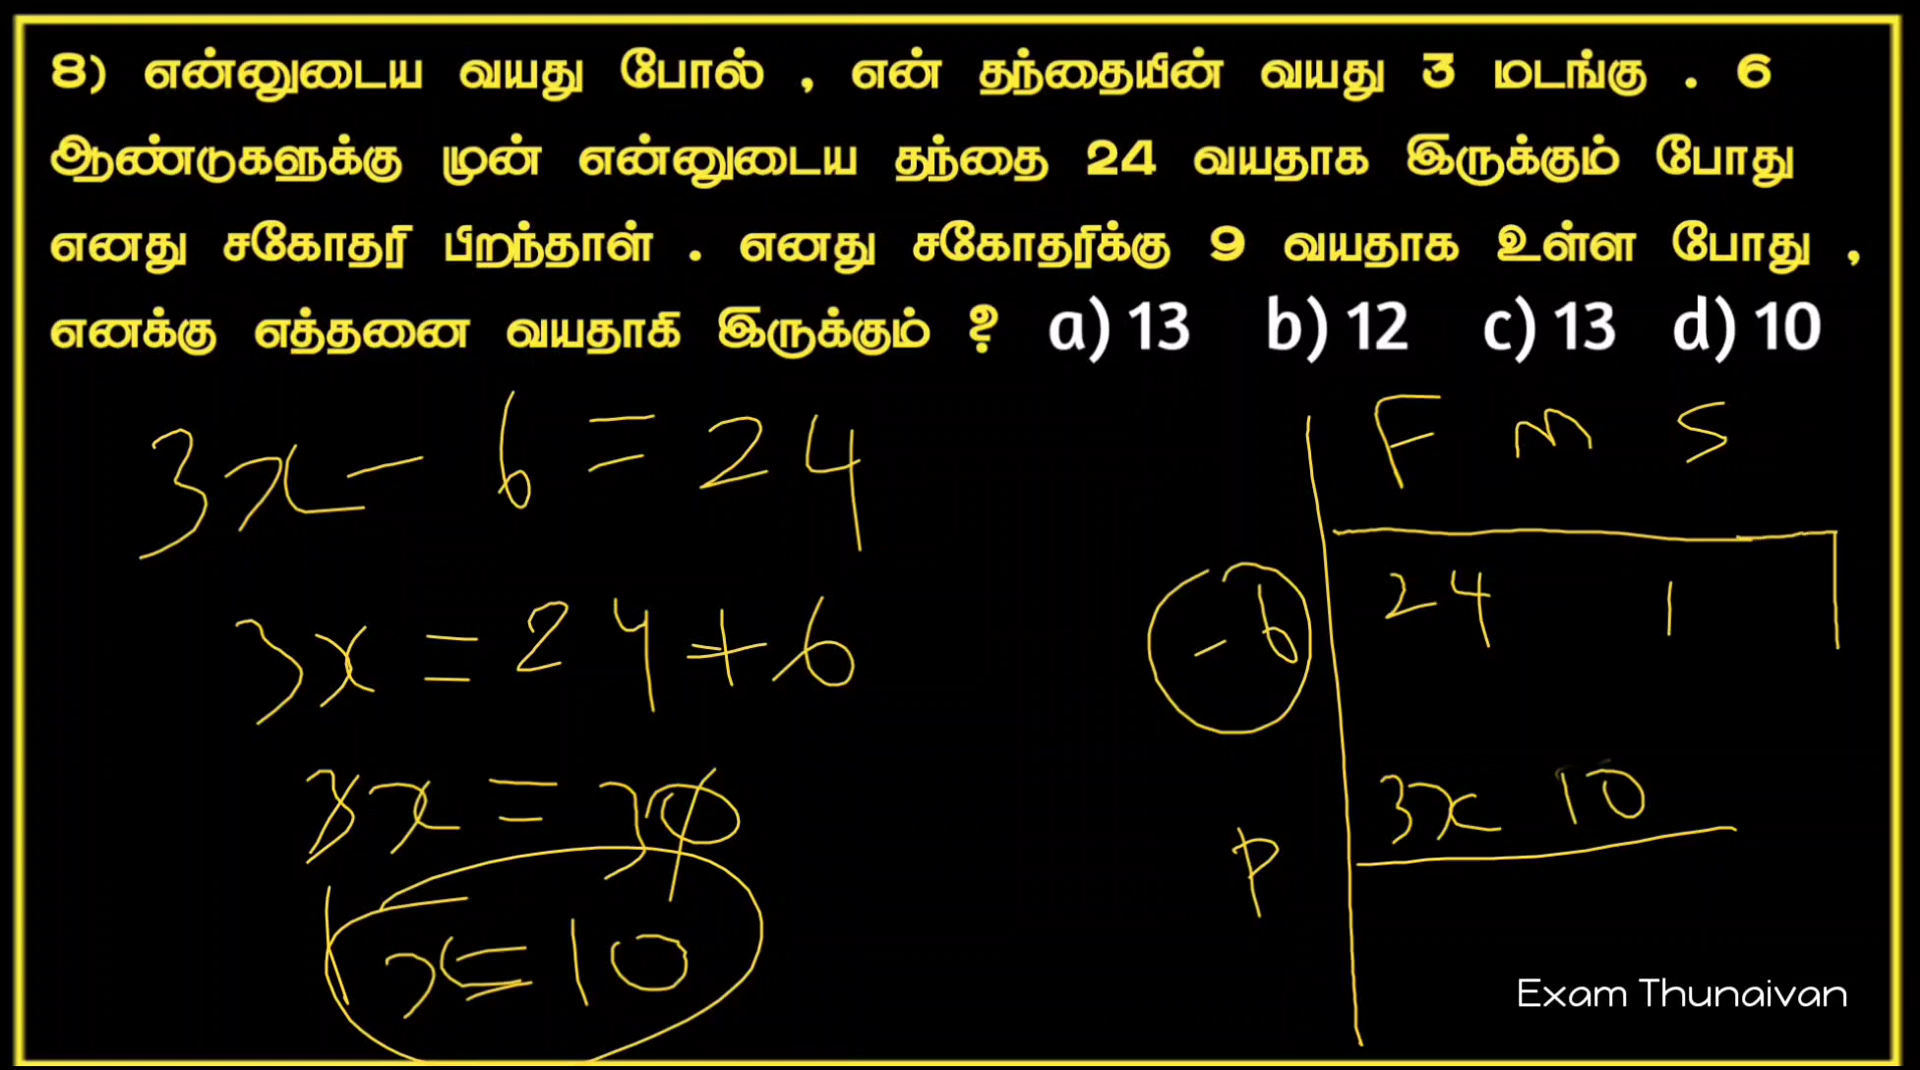 8) என்னுடைய வயது போல் , என் தந்தையின் வயது 3 மடங்கு . 6
ஆண்டுகளுக்கு முன் என்னுடைய தந்தை 24 வயதாக இருக்கும் போது
எனது சகோதரி பிறந்தாள் . எனது சகோதரிக்கு 9 வயதாக உள்ள போது ,
எனக்கு எத்தனை வயதாகி இருக்கும் ? a) 13 b) 12 c) 13 d) 10
3x - 6 = 24
3x = 24 + 6
3x = 30
x = 10
F m S
-6 24 1
P 3x 10
Exam Thunaivan